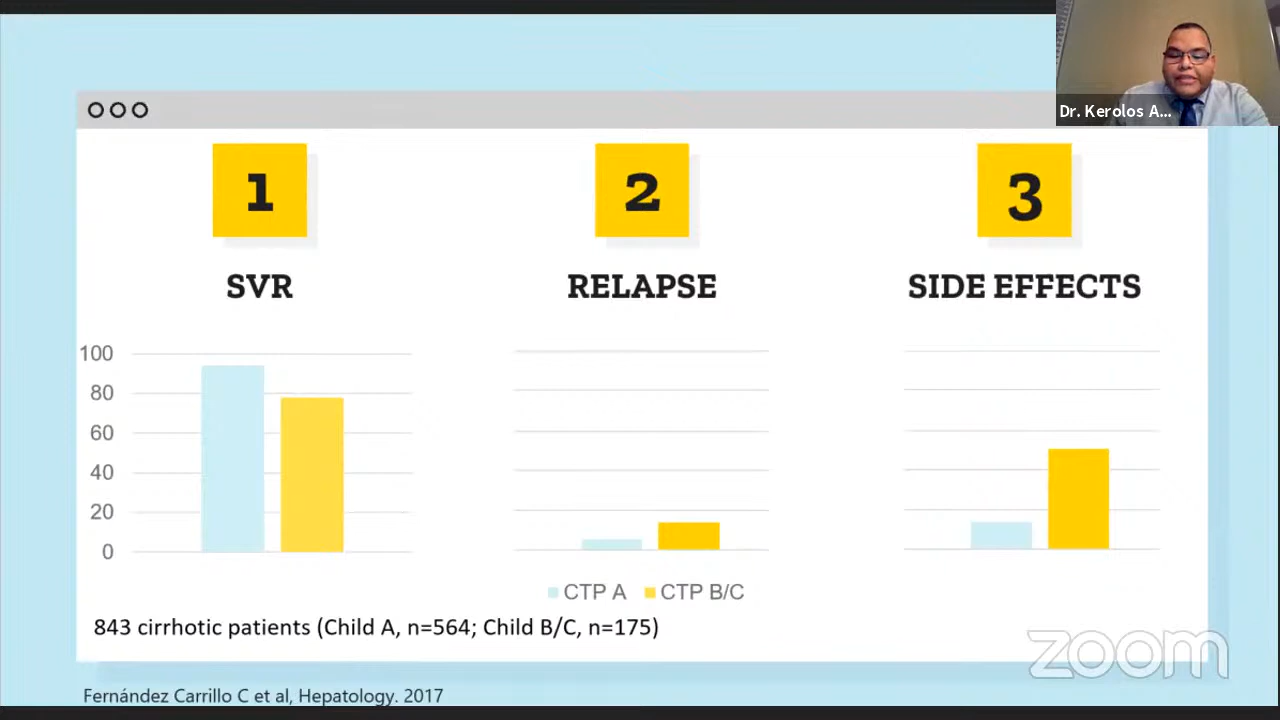 Dr. Kerolos A...
1
2
3
SVR
RELAPSE
SIDE EFFECTS
100
80
60
40
20
0
CTP A
CTP B/C
843 cirrhotic patients (Child A, n=564; Child B/C, n=175)
zoom
Fernández Carrillo C et al, Hepatology. 2017